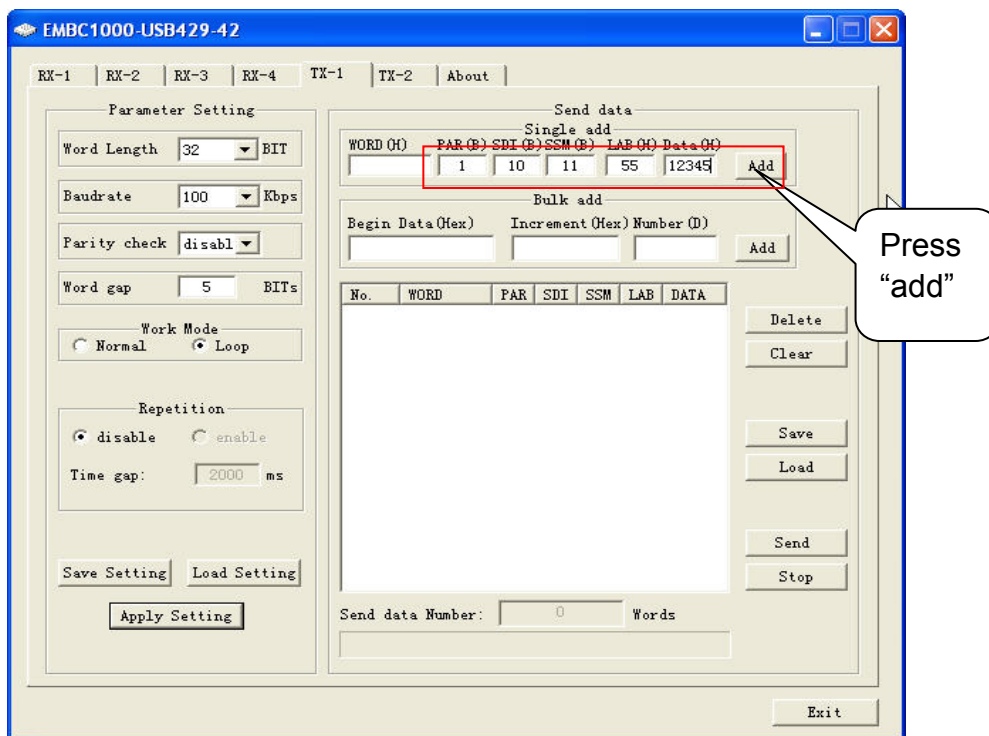 EMBC1000-USB429-42
RX-1 RX-2 RX-3 RX-4 TX-1 TX-2 About
Parameter Setting
Word Length 32 BIT
Baudrate 100 Kbps
Parity check disabl
Word gap 5 BITs
Work Mode
Normal Loop
Repetition
disable enable
Time gap: 2000 ms
Save Setting Load Setting
Apply Setting
Send data
Single add
WORD(H) PAR(B) SDI(B) SSM(B) LAB(H) Data(H)
1 10 11 55 12345 Add
Bulk add
Begin Data(Hex) Increment(Hex) Number(D)
Add
No. WORD PAR SDI SSM LAB DATA
Delete
Clear
Save
Load
Send
Stop
Send data Number: 0 Words
Exit
Press
“add”